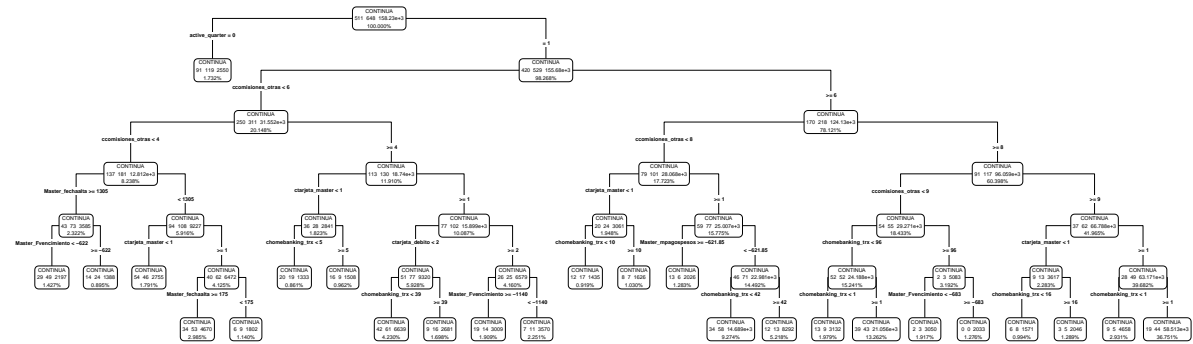 CONTINUA
511 648 158.23e+3
100.000%
active_quarter = 0
= 1
CONTINUA
91 119 2550
1.732%
CONTINUA
420 529 155.68e+3
98.268%
ccomisiones_otras < 6
>= 6
CONTINUA
250 311 31.552e+3
20.148%
CONTINUA
170 218 124.13e+3
78.121%
ccomisiones_otras < 4
>= 4
ccomisiones_otras < 8
>= 8
CONTINUA
137 181 12.812e+3
8.238%
CONTINUA
113 130 18.74e+3
11.910%
CONTINUA
79 101 28.068e+3
17.723%
CONTINUA
91 117 96.059e+3
60.398%
Master_fechaalta >= 1305
< 1305
ctarjeta_master < 1
>= 1
ctarjeta_master < 1
>= 1
ccomisiones_otras < 9
>= 9
CONTINUA
43 73 3585
2.322%
CONTINUA
94 108 9227
5.916%
CONTINUA
36 28 2841
1.823%
CONTINUA
77 102 15.899e+3
10.087%
CONTINUA
20 24 3061
1.948%
CONTINUA
59 77 25.007e+3
15.775%
CONTINUA
54 55 29.271e+3
18.433%
CONTINUA
37 62 66.788e+3
41.965%
Master_Fvencimiento < -622
>= -622
ctarjeta_master < 1
>= 1
chomebanking_trx < 5
>= 5
ctarjeta_debito < 2
>= 2
chomebanking_trx < 10
>= 10
Master_mpagospesos >= -621.85
< -621.85
chomebanking_trx < 96
>= 96
ctarjeta_master < 1
>= 1
CONTINUA
29 49 2197
1.427%
CONTINUA
14 24 1388
0.895%
CONTINUA
54 46 2755
1.791%
CONTINUA
40 62 6472
4.125%
CONTINUA
20 19 1333
0.861%
CONTINUA
16 9 1508
0.962%
CONTINUA
51 77 9320
5.928%
CONTINUA
26 25 6579
4.160%
CONTINUA
12 17 1435
0.919%
CONTINUA
8 7 1626
1.030%
CONTINUA
13 6 2026
1.283%
CONTINUA
46 71 22.981e+3
14.492%
CONTINUA
52 52 24.188e+3
15.241%
CONTINUA
2 3 5083
3.192%
CONTINUA
9 13 3617
2.283%
CONTINUA
28 49 63.171e+3
39.682%
Master_fechaalta >= 175
< 175
chomebanking_trx < 39
>= 39
Master_Fvencimiento >= -1140
< -1140
chomebanking_trx < 42
>= 42
chomebanking_trx < 1
>= 1
Master_Fvencimiento < -683
>= -683
chomebanking_trx < 16
>= 16
chomebanking_trx < 1
>= 1
CONTINUA
34 53 4670
2.985%
CONTINUA
6 9 1802
1.140%
CONTINUA
42 61 6639
4.230%
CONTINUA
9 16 2681
1.698%
CONTINUA
19 14 3009
1.909%
CONTINUA
7 11 3570
2.251%
CONTINUA
34 58 14.689e+3
9.274%
CONTINUA
12 13 8292
5.218%
CONTINUA
13 9 3132
1.979%
CONTINUA
39 43 21.056e+3
13.262%
CONTINUA
2 3 3050
1.917%
CONTINUA
0 0 2033
1.276%
CONTINUA
6 8 1571
0.994%
CONTINUA
3 5 2046
1.289%
CONTINUA
9 5 4658
2.931%
CONTINUA
19 44 58.513e+3
36.751%